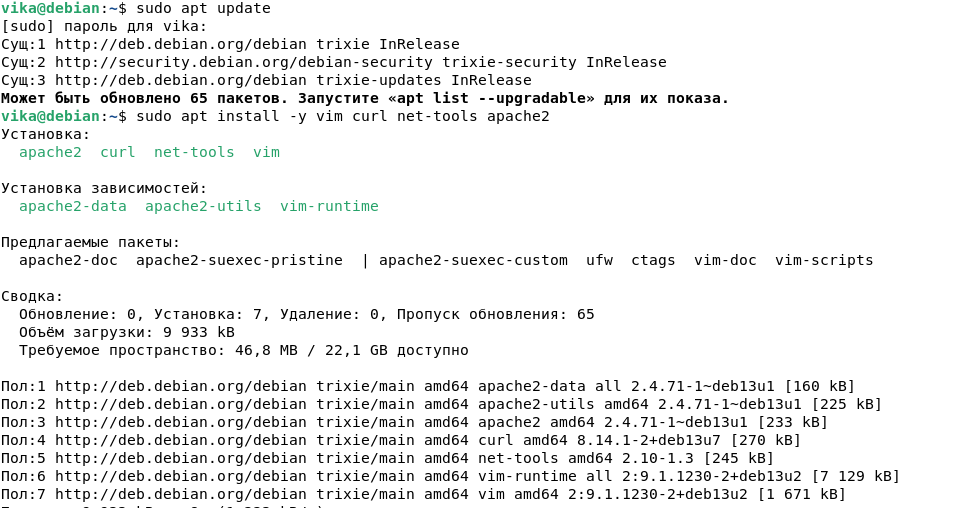 vika@debian:~$ sudo apt update
[sudo] пароль для vika:
Сущ:1 http://deb.debian.org/debian trixie InRelease
Сущ:2 http://security.debian.org/debian-security trixie-security InRelease
Сущ:3 http://deb.debian.org/debian trixie-updates InRelease
Может быть обновлено 65 пакетов. Запустите «apt list --upgradable» для их показа.
vika@debian:~$ sudo apt install -y vim curl net-tools apache2
Установка:
  apache2  curl  net-tools  vim

Установка зависимостей:
  apache2-data  apache2-utils  vim-runtime

Предлагаемые пакеты:
  apache2-doc  apache2-suexec-pristine  | apache2-suexec-custom  ufw  ctags  vim-doc  vim-scripts

Сводка:
  Обновление: 0, Установка: 7, Удаление: 0, Пропуск обновления: 65
  Объём загрузки: 9 933 kB
  Требуемое пространство: 46,8 MB / 22,1 GB доступно

Пол:1 http://deb.debian.org/debian trixie/main amd64 apache2-data all 2.4.71-1~deb13u1 [160 kB]
Пол:2 http://deb.debian.org/debian trixie/main amd64 apache2-utils amd64 2.4.71-1~deb13u1 [225 kB]
Пол:3 http://deb.debian.org/debian trixie/main amd64 apache2 amd64 2.4.71-1~deb13u1 [233 kB]
Пол:4 http://deb.debian.org/debian trixie/main amd64 curl amd64 8.14.1-2+deb13u7 [270 kB]
Пол:5 http://deb.debian.org/debian trixie/main amd64 net-tools amd64 2.10-1.3 [245 kB]
Пол:6 http://deb.debian.org/debian trixie/main amd64 vim-runtime all 2:9.1.1230-2+deb13u2 [7 129 kB]
Пол:7 http://deb.debian.org/debian trixie/main amd64 vim amd64 2:9.1.1230-2+deb13u2 [1 671 kB]